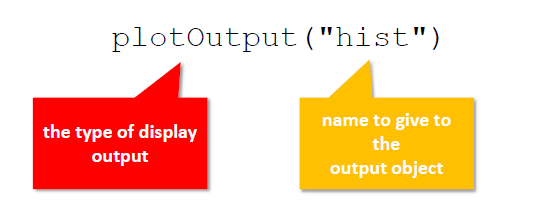 plotOutput("hist")
the type of display
output
name to give to
the
output object